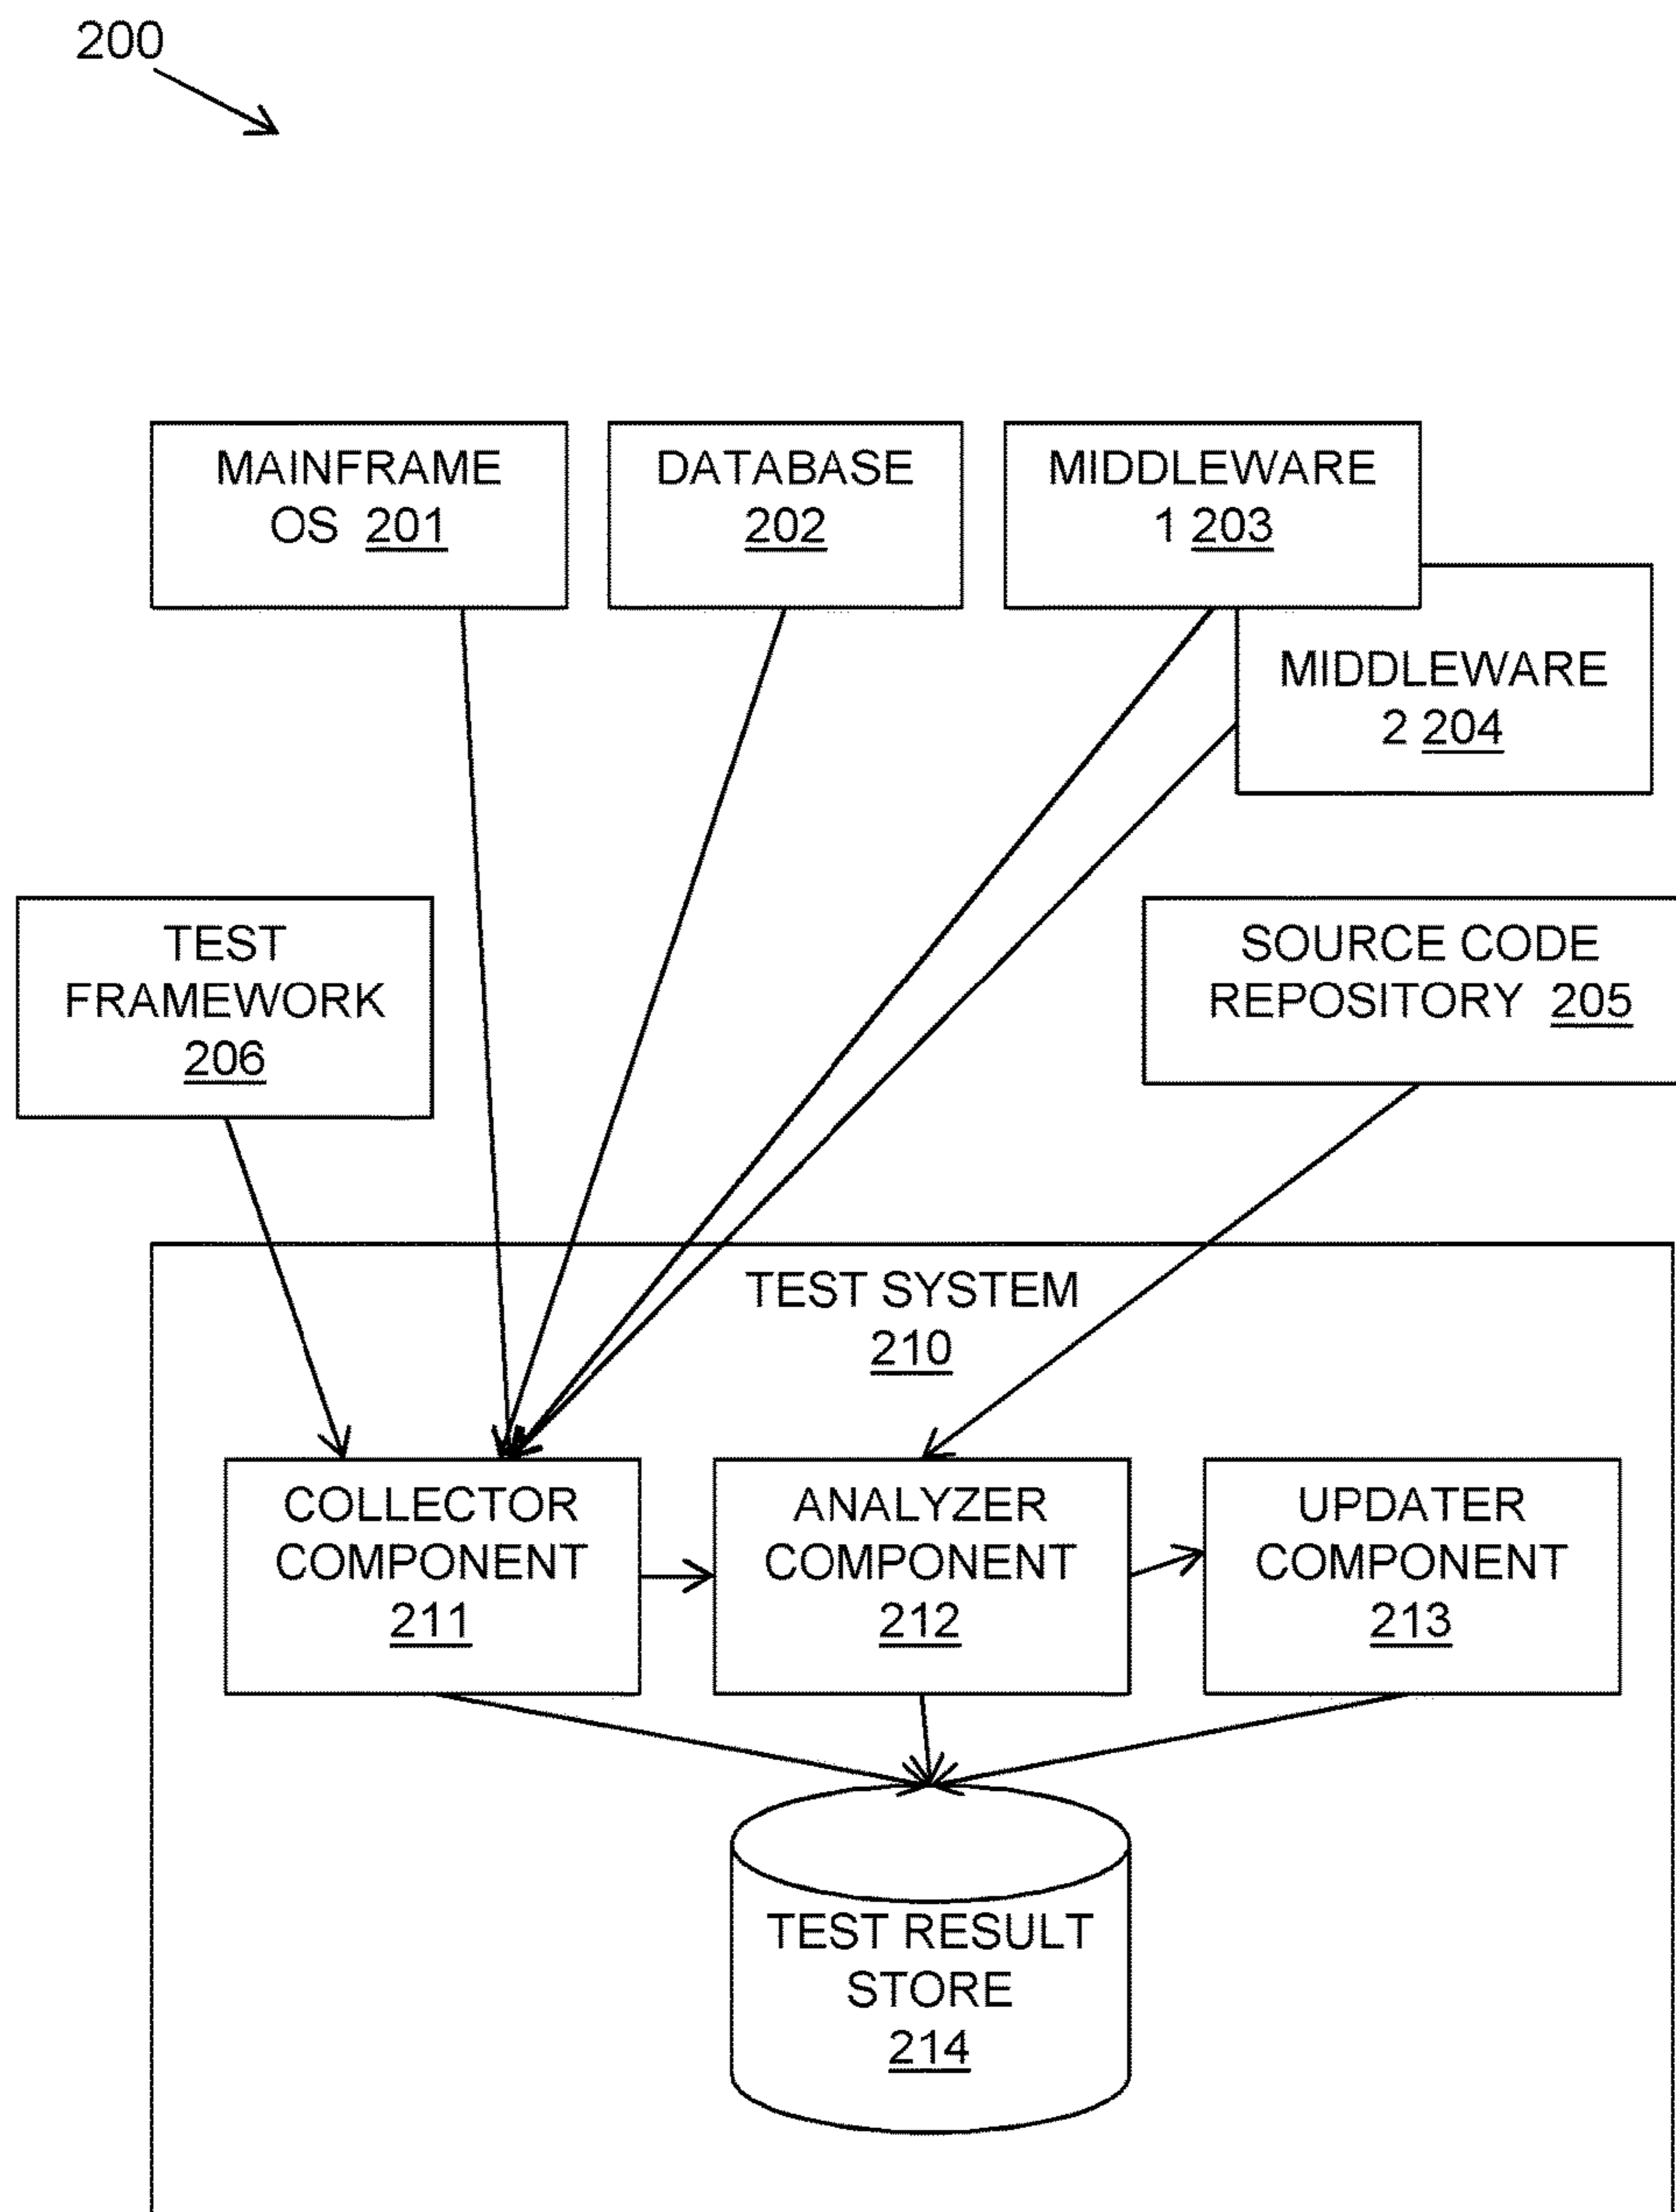 200
MAINFRAME
OS 201
DATABASE
202
MIDDLEWARE
1 203
MIDDLEWARE
2 204
TEST
FRAMEWORK
206
SOURCE CODE
REPOSITORY 205
TEST SYSTEM
210
COLLECTOR
COMPONENT
211
ANALYZER
COMPONENT
212
UPDATER
COMPONENT
213
TEST RESULT
STORE
214